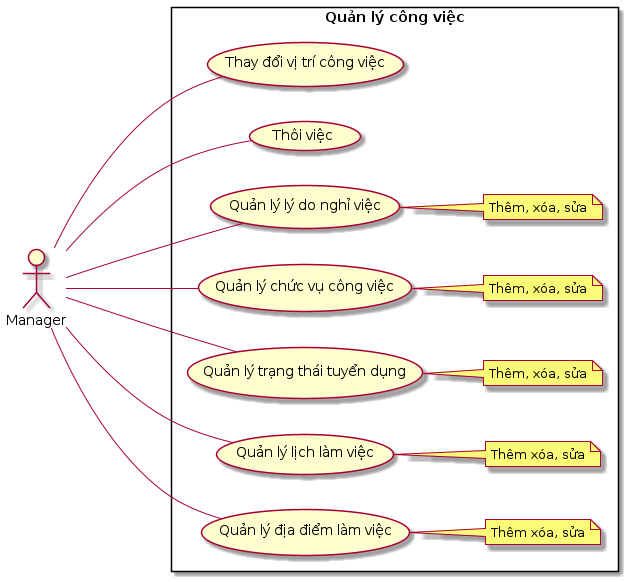 Quản lý công việc
Thay đổi vị trí công việc
Thôi việc
Quản lý lý do nghỉ việc
Thêm, xóa, sửa
Quản lý chức vụ công việc
Thêm, xóa, sửa
Manager
Quản lý trạng thái tuyển dụng
Thêm, xóa, sửa
Quản lý lịch làm việc
Thêm xóa, sửa
Quản lý địa điểm làm việc
Thêm xóa, sửa